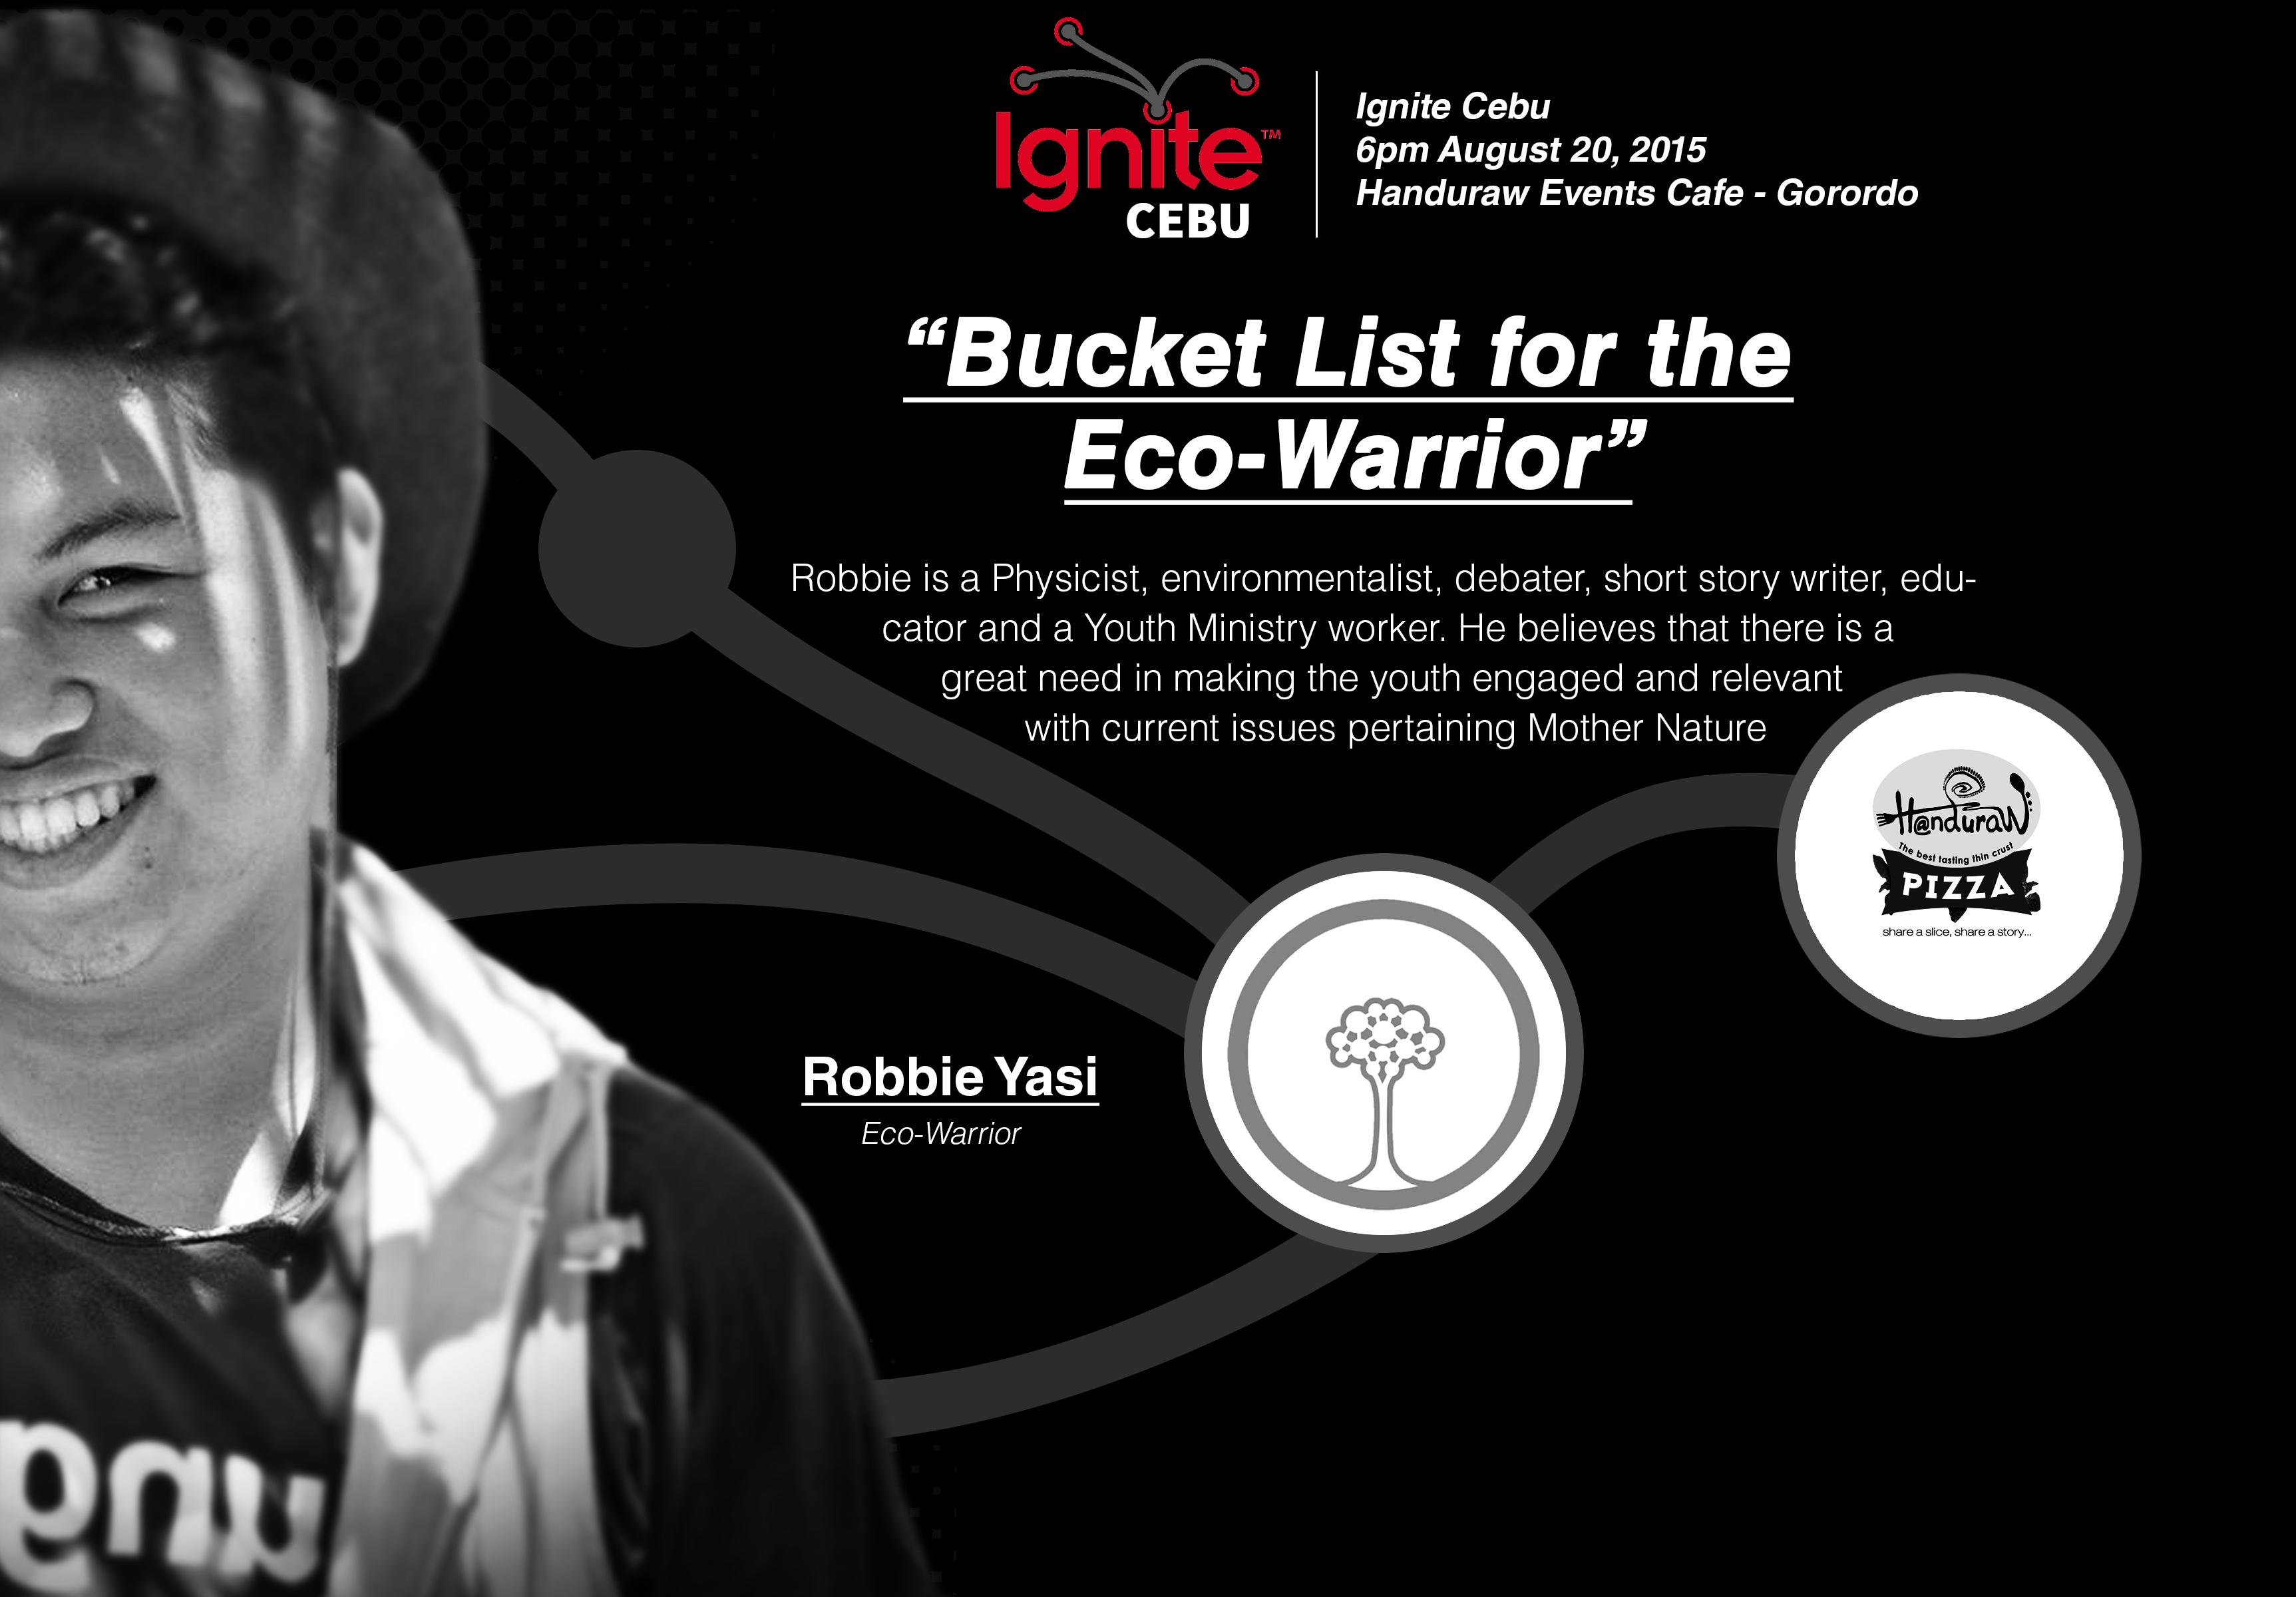 Ignite™
CEBU
Ignite Cebu
6pm August 20, 2015
Handuraw Events Cafe - Gorordo
“Bucket List for the
Eco-Warrior”
Robbie is a Physicist, environmentalist, debater, short story writer, edu-
cator and a Youth Ministry worker. He believes that there is a
great need in making the youth engaged and relevant
with current issues pertaining Mother Nature
H@nduraw
The best tasting thin crust
PIZZA
share a slice, share a story...
Robbie Yasi
Eco-Warrior